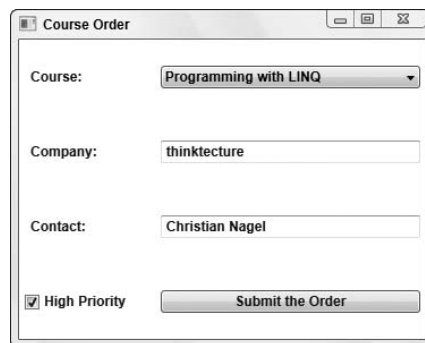 Course Order
Course: Programming with LINQ
Company: thinktecture
Contact: Christian Nagel
High Priority Submit the Order